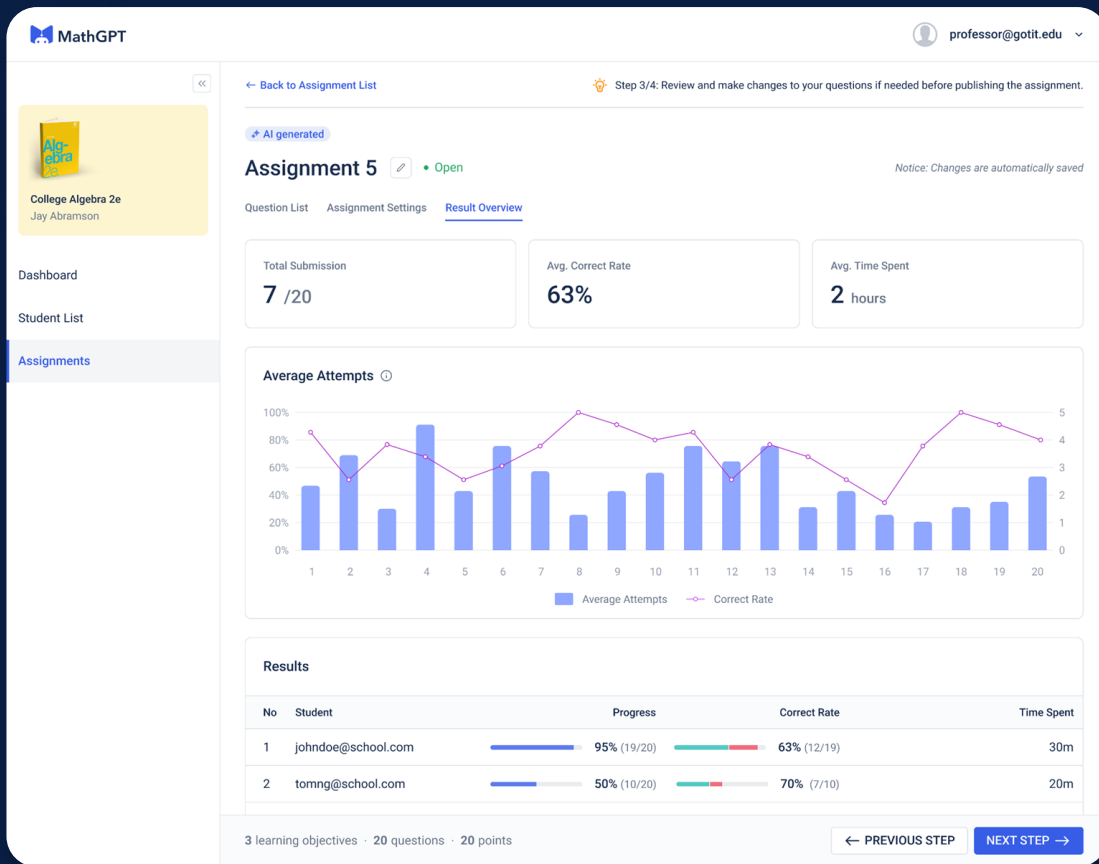 MathGPT
professor@gotit.edu
Back to Assignment List
Step 3/4: Review and make changes to your questions if needed before publishing the assignment.
Alg-
ebra
2e
College Algebra 2e
Jay Abramson
AI generated
Assignment 5
Open
Notice: Changes are automatically saved
Question List Assignment Settings Result Overview
Dashboard
Student List
Assignments
Total Submission
7 /20
Avg. Correct Rate
63%
Avg. Time Spent
2 hours
Average Attempts
100% 5
80% 4
60% 3
40% 2
20% 1
0% 0
1 2 3 4 5 6 7 8 9 10 11 12 13 14 15 16 17 18 19 20
Average Attempts Correct Rate
Results
No Student Progress Correct Rate Time Spent
1 johndoe@school.com 95% (19/20) 63% (12/19) 30m
2 tomng@school.com 50% (10/20) 70% (7/10) 20m
3 learning objectives · 20 questions · 20 points
PREVIOUS STEP
NEXT STEP